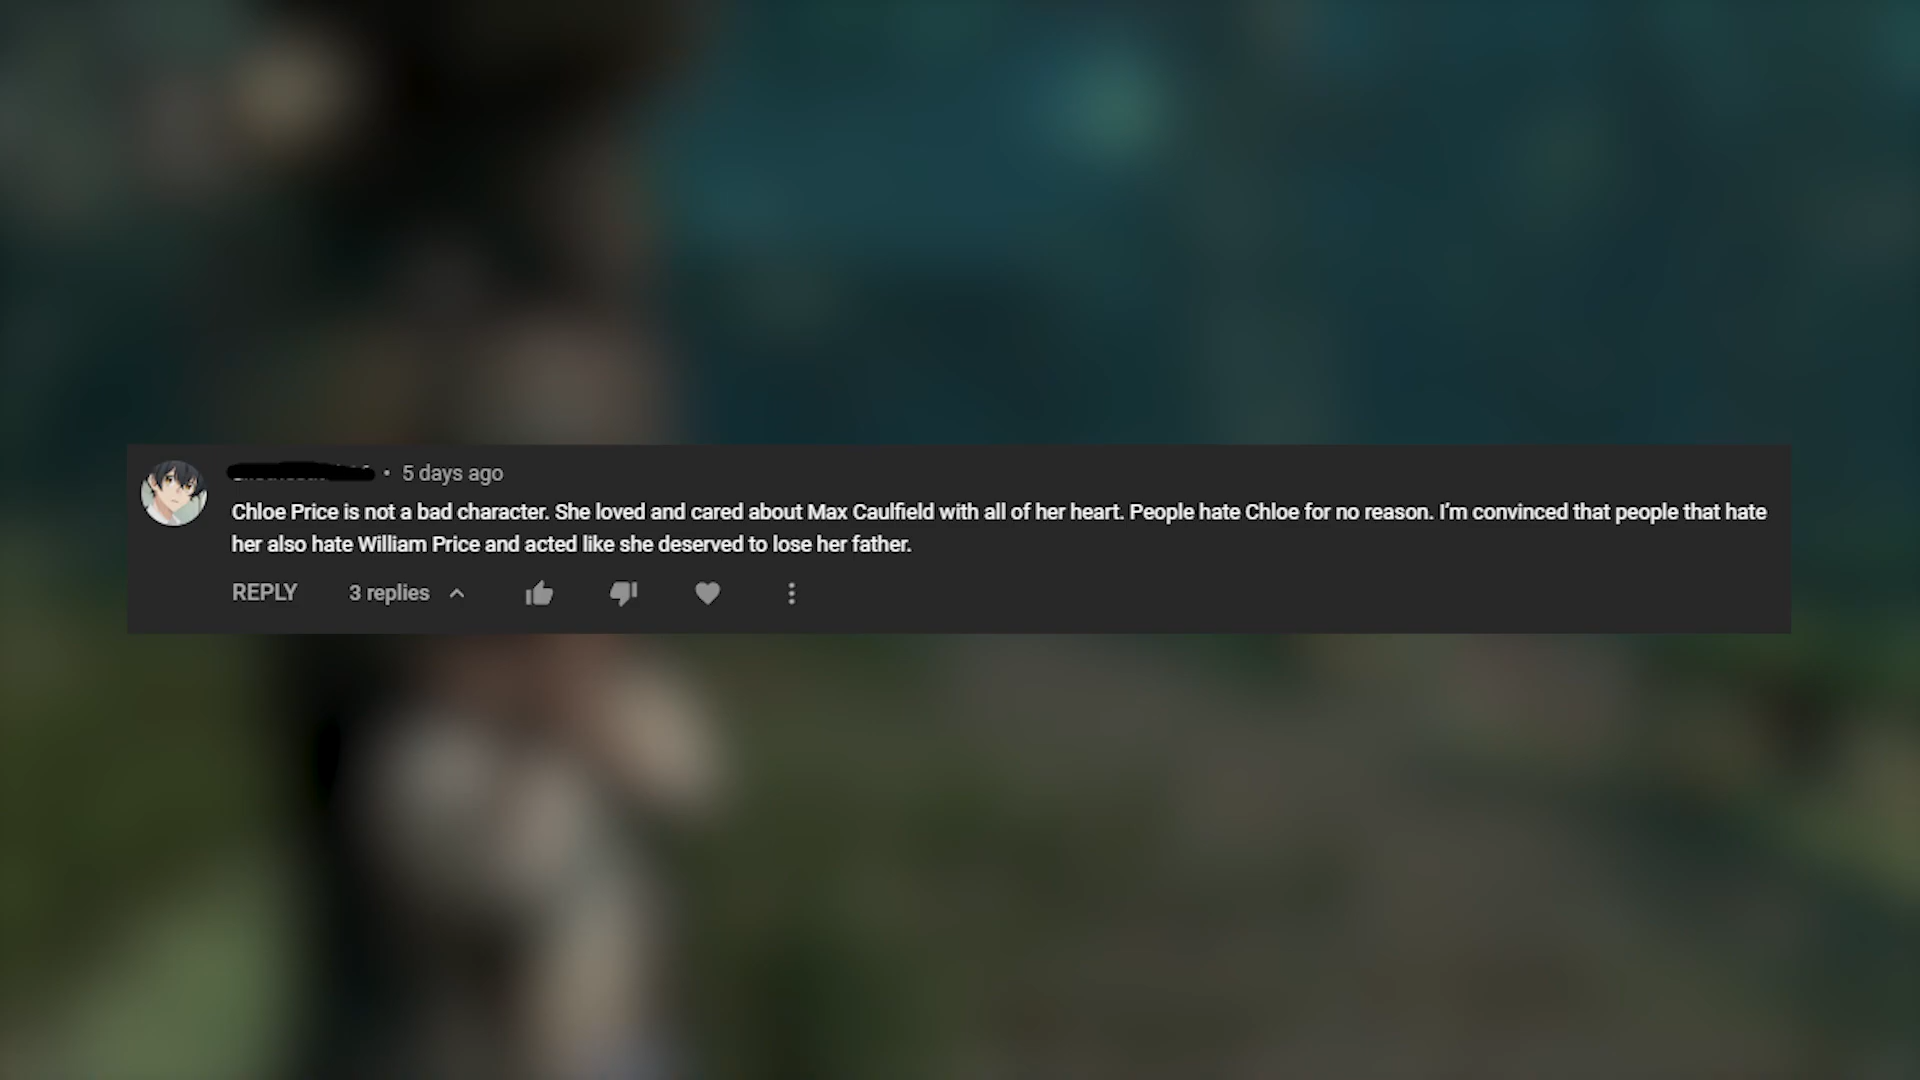 • 5 days ago
Chloe Price is not a bad character. She loved and cared about Max Caulfield with all of her heart. People hate Chloe for no reason. I'm convinced that people that hate
her also hate William Price and acted like she deserved to lose her father.
REPLY 3 replies